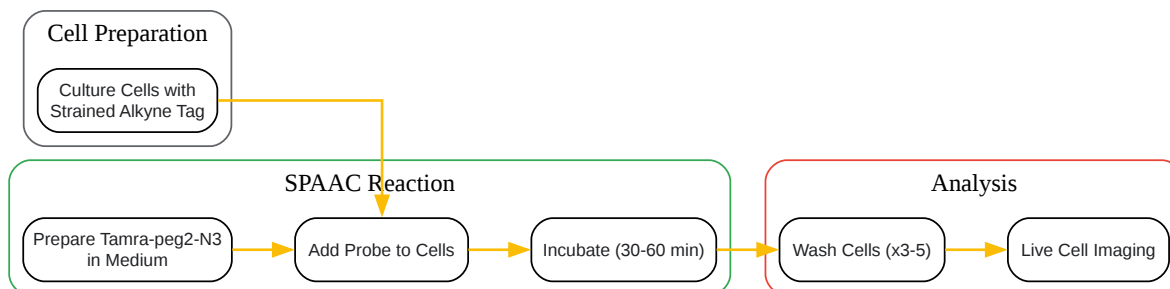 Cell Preparation
Culture Cells with
Strained Alkyne Tag
SPAAC Reaction
Prepare Tamra-peg2-N3
in Medium
Add Probe to Cells
Incubate (30-60 min)
Analysis
Wash Cells (x3-5)
Live Cell Imaging